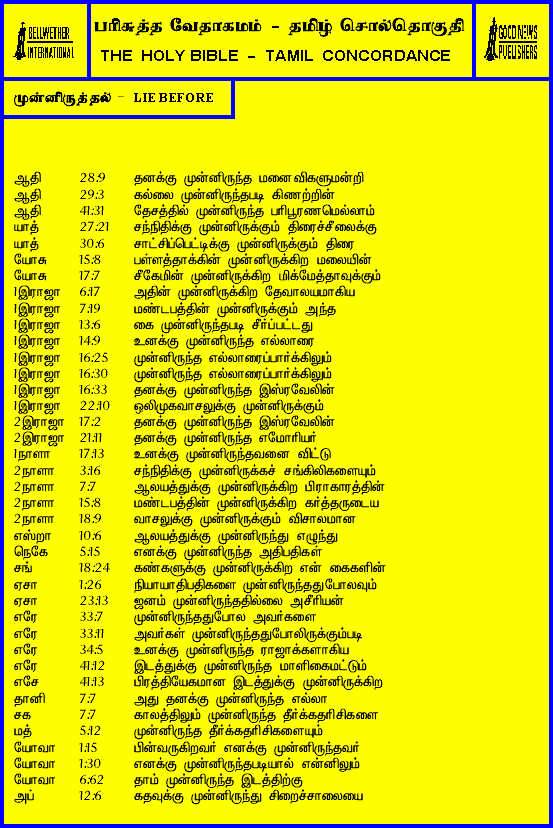 BELLWETHER
INTERNATIONAL
பரிசுத்த வேதாகமம் - தமிழ் சொல்தொகுதி
THE HOLY BIBLE - TAMIL CONCORDANCE
GOOD NEWS
PUBLISHERS
முன்னிருத்தல் - LIE BEFORE
ஆதி 28:9 தனக்கு முன்னிருந்த மனைவிகளுமன்றி
ஆதி 29:3 கல்லை முன்னிருந்தபடி கிணற்றின்
ஆதி 41:31 தேசத்தில் முன்னிருந்த பரிபூரணமெல்லாம்
யாத் 27:21 சந்நிதிக்கு முன்னிருக்கும் திரைச்சீலைக்கு
யாத் 30:6 சாட்சிப்பெட்டிக்கு முன்னிருக்கும் திரை
யோசு 15:8 பள்ளத்தாக்கின் முன்னிருக்கிற மலையின்
யோசு 17:7 சீகேமின் முன்னிருக்கிற மிக்மேத்தாவுக்கும்
1இராஜா 6:17 அதின் முன்னிருக்கிற தேவாலயமாகிய
1இராஜா 7:19 மண்டபத்தின் முன்னிருக்கும் அந்த
1இராஜா 13:6 கை முன்னிருந்தபடி சீர்ப்பட்டது
1இராஜா 14:9 உனக்கு முன்னிருந்த எல்லாரை
1இராஜா 16:25 முன்னிருந்த எல்லாரைப்பார்க்கிலும்
1இராஜா 16:30 முன்னிருந்த எல்லாரைப்பார்க்கிலும்
1இராஜா 16:33 தனக்கு முன்னிருந்த இஸ்ரவேலின்
1இராஜா 22:10 ஒலிமுகவாசலுக்கு முன்னிருக்கும்
2இராஜா 17:2 தனக்கு முன்னிருந்த இஸ்ரவேலின்
2இராஜா 21:11 தனக்கு முன்னிருந்த எமோரியர்
1நாளா 17:13 உனக்கு முன்னிருந்தவனை விட்டு
2நாளா 3:16 சந்நிதிக்கு முன்னிருக்கச் சங்கிலிகளையும்
2நாளா 7:7 ஆலயத்துக்கு முன்னிருக்கிற பிராகாரத்தின்
2நாளா 15:8 மண்டபத்தின் முன்னிருக்கிற கர்த்தருடைய
2நாளா 18:9 வாசலுக்கு முன்னிருக்கும் விசாலமான
எஸ்றா 10:6 ஆலயத்துக்கு முன்னிருந்து எழுந்து
நெகே 5:15 எனக்கு முன்னிருந்த அதிபதிகள்
சங் 18:24 கண்களுக்கு முன்னிருக்கிற என் கைகளின்
ஏசா 1:26 நியாயாதிபதிகளை முன்னிருந்ததுபோலவும்
ஏசா 23:13 ஜனம் முன்னிருந்ததில்லை அசீரியன்
எரே 33:7 முன்னிருந்ததுபோல அவர்களை
எரே 33:11 அவர்கள் முன்னிருந்ததுபோலிருக்கும்படி
எரே 34:5 உனக்கு முன்னிருந்த ராஜாக்களாகிய
எரே 41:12 இடத்துக்கு முன்னிருந்த மாளிகைமட்டும்
எசே 41:13 பிரத்தியேகமான இடத்துக்கு முன்னிருக்கிற
தானி 7:7 அது தனக்கு முன்னிருந்த எல்லா
சக 7:7 காலத்திலும் முன்னிருந்த தீர்க்கதரிசிகளை
மத் 5:12 முன்னிருந்த தீர்க்கதரிசிகளையும்
யோவா 1:15 பின்வருகிறவர் எனக்கு முன்னிருந்தவர்
யோவா 1:30 எனக்கு முன்னிருந்தபடியால் என்னிலும்
யோவா 6:62 தாம் முன்னிருந்த இடத்திற்கு
அப் 12:6 கதவுக்கு முன்னிருந்து சிறைச்சாலையை